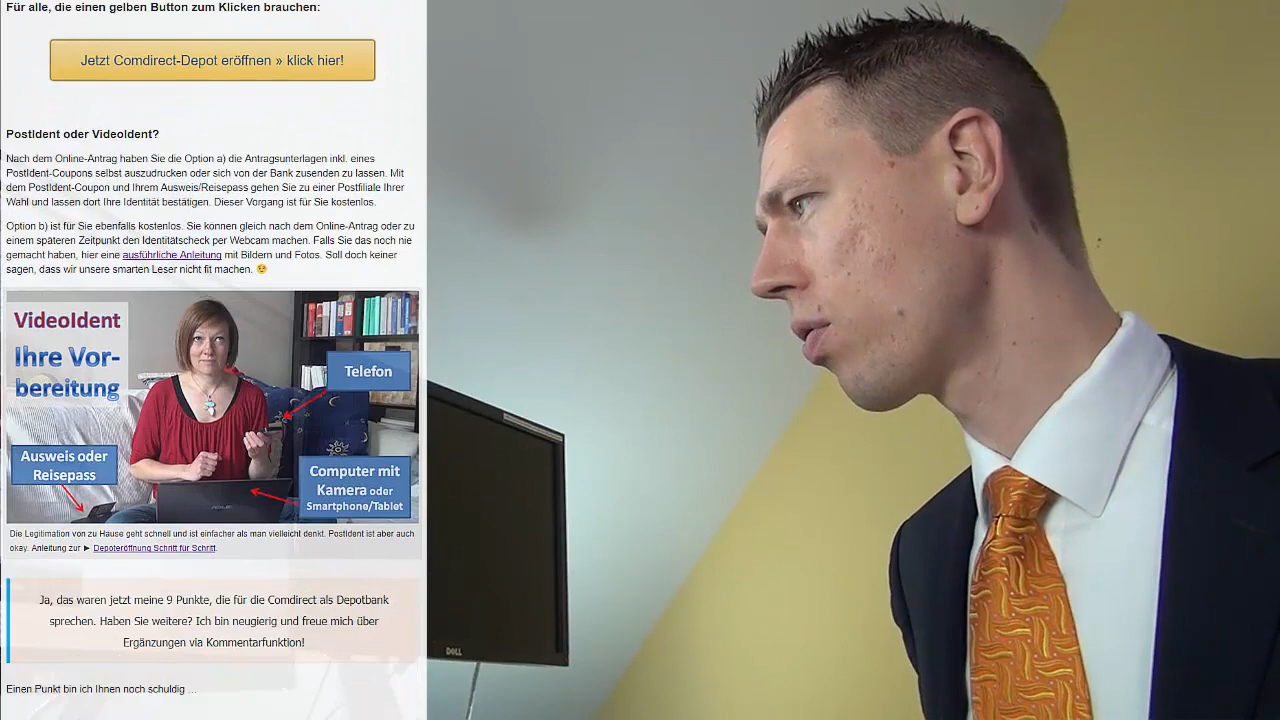 Für alle, die einen gelben Button zum Klicken brauchen:
Jetzt Comdirect-Depot eröffnen » klick hier!
PostIdent oder VideoIdent?
Nach dem Online-Antrag haben Sie die Option a) die Antragsunterlagen inkl. eines
PostIdent-Coupons selbst auszudrucken oder sich von der Bank zusenden zu lassen. Mit
dem PostIdent-Coupon und Ihrem Ausweis/Reisepass gehen Sie zu einer Postfiliale Ihrer
Wahl und lassen dort Ihre Identität bestätigen. Dieser Vorgang ist für Sie kostenlos.
Option b) ist für Sie ebenfalls kostenlos. Sie können gleich nach dem Online-Antrag oder zu
einem späteren Zeitpunkt den Identitätscheck per Webcam machen. Falls Sie das noch nie
gemacht haben, hier eine ausführliche Anleitung mit Bildern und Fotos. Soll doch keiner
sagen, dass wir unsere smarten Leser nicht fit machen. 😉
VideoIdent
Ihre Vor-
bereitung
Telefon
Ausweis oder
Reisepass
Computer mit
Kamera oder
Smartphone/Tablet
Die Legitimation von zu Hause geht schnell und ist einfacher als man vielleicht denkt. PostIdent ist aber auch
okay. Anleitung zur ► Depoteröffnung Schritt für Schritt.
Ja, das waren jetzt meine 9 Punkte, die für die Comdirect als Depotbank
sprechen. Haben Sie weitere? Ich bin neugierig und freue mich über
Ergänzungen via Kommentarfunktion!
Einen Punkt bin ich Ihnen noch schuldig ...
DELL